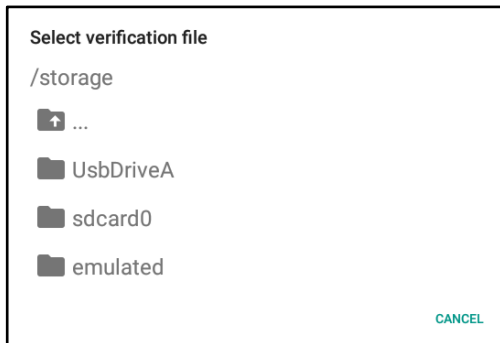 Select verification file
/storage
...
UsbDriveA
sdcard0
emulated
CANCEL